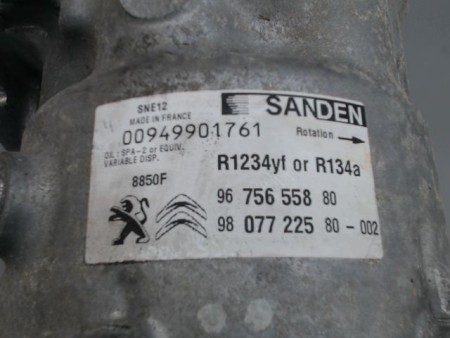 SNE12
SANDEN
MADE IN FRANCE
00949901761
Rotation
OIL: SPA-2 or EQUIV.
VARIABLE DISP.
R1234yf or R134a
8850F
96 756 558 80
98 077 225 80-002